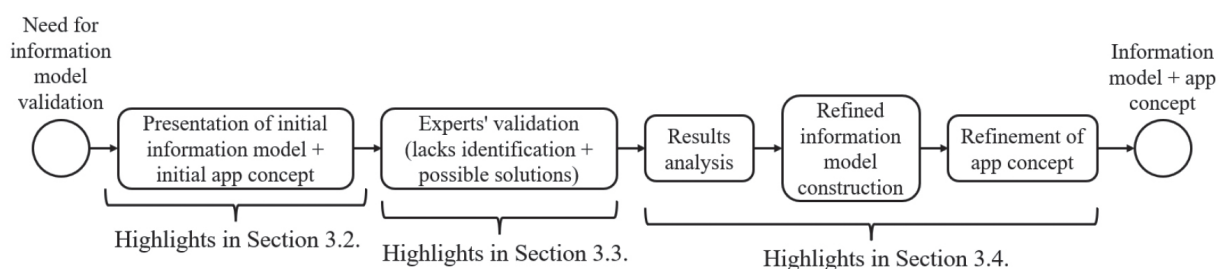 Need for
information
model
validation
Presentation of initial
information model +
initial app concept
Experts' validation
(lacks identification +
possible solutions)
Results
analysis
Refined
information
model
construction
Refinement of
app concept
Information
model + app
concept
Highlights in Section 3.2.
Highlights in Section 3.3.
Highlights in Section 3.4.